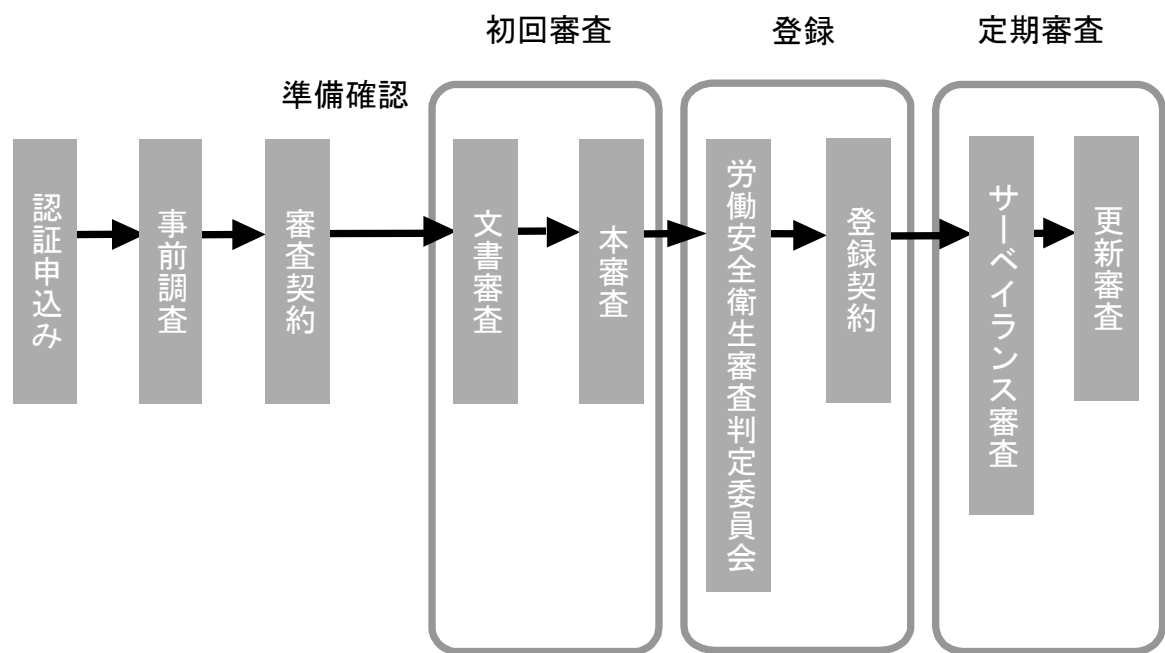 初回審査
登録
定期審査
準備確認
認証申込み
事前調査
審査契約
文書審査
本審査
労働安全衛生審査判定委員会
登録契約
サーベイランス審査
更新審査